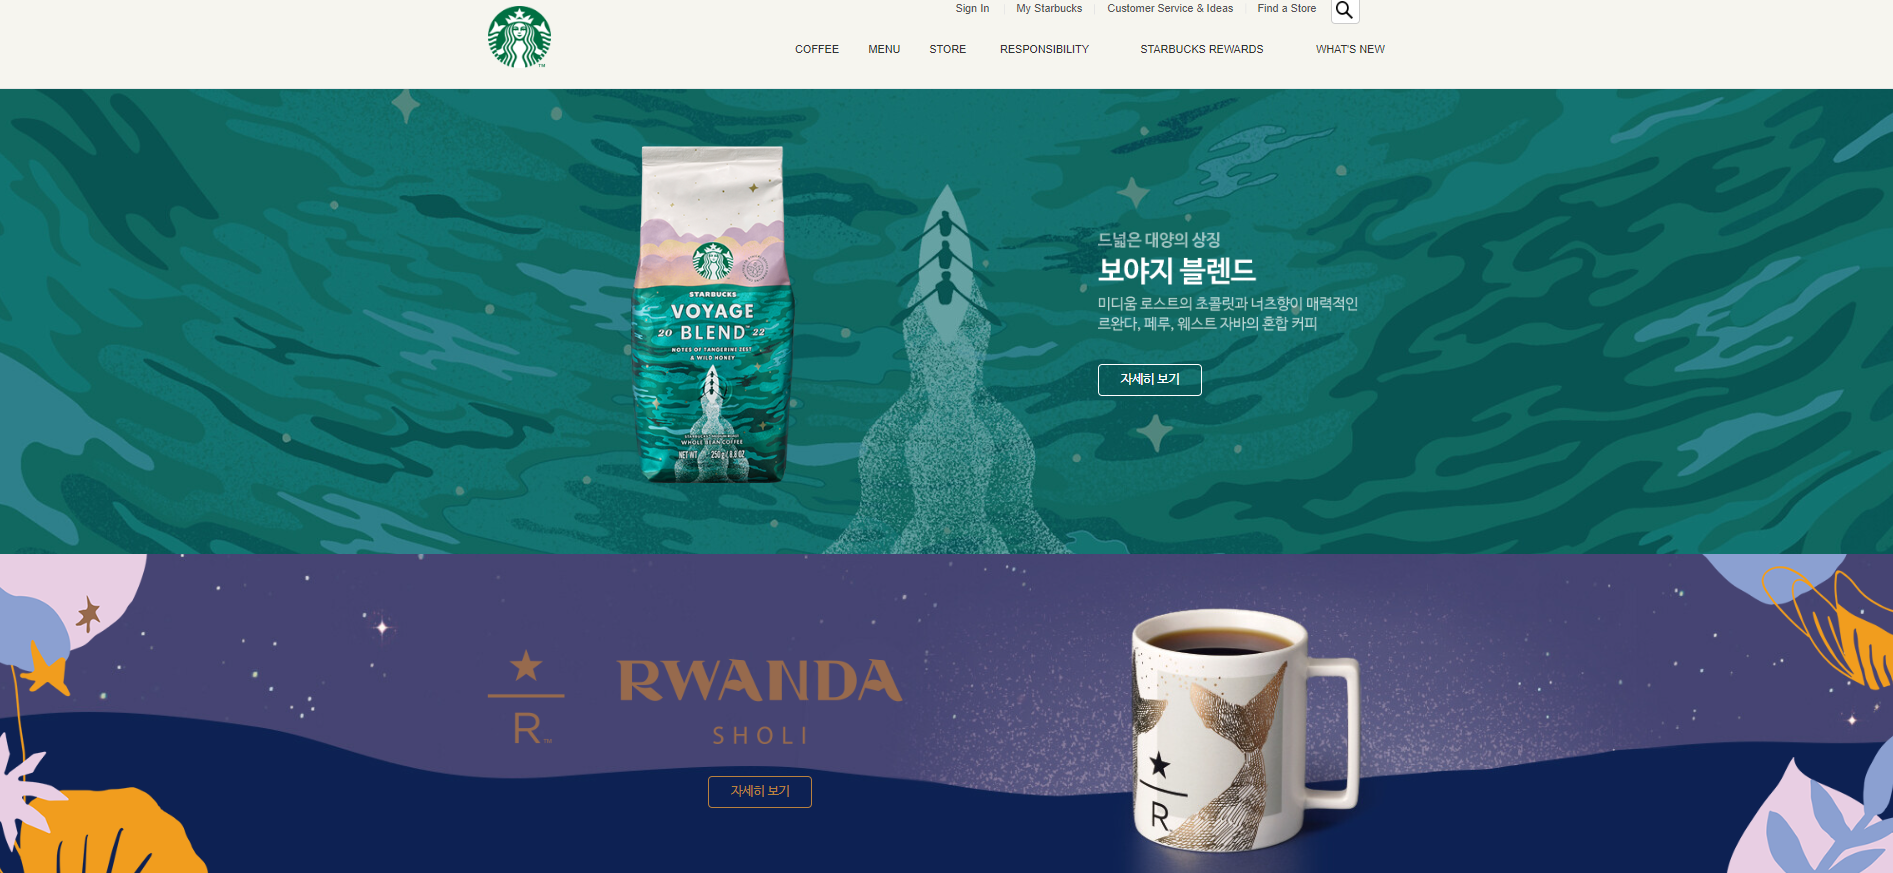 Sign In
My Starbucks
Customer Service & Ideas
Find a Store
COFFEE
MENU
STORE
RESPONSIBILITY
STARBUCKS REWARDS
WHAT'S NEW
TM
STARBUCKS
VOYAGE
20 BLEND™ 22
NOTES OF TANGERINE ZEST
& WILD HONEY
WHOLE BEAN COFFEE
NET WT 250 g / 8.8 OZ
드넓은 대양의 상징
보야지 블렌드
미디움 로스트의 초콜릿과 너츠향이 매력적인
르완다, 페루, 웨스트 자바의 혼합 커피
자세히 보기
R™
RWANDA
SHOLI
자세히 보기
R